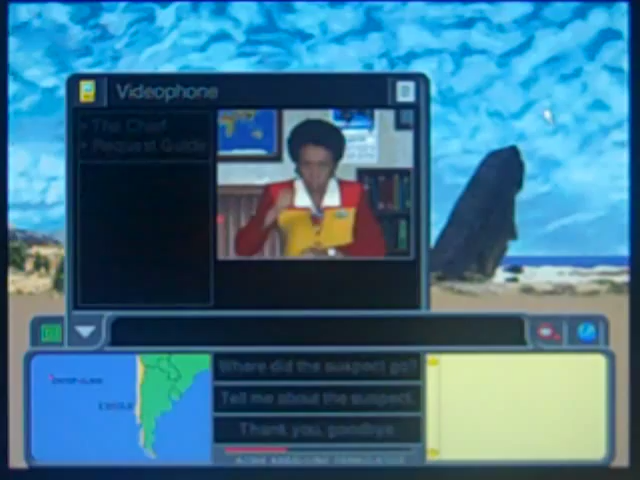 Videophone
The Chief
Request Guide
Where did the suspect go?
Tell me about the suspect.
Thank you, goodbye